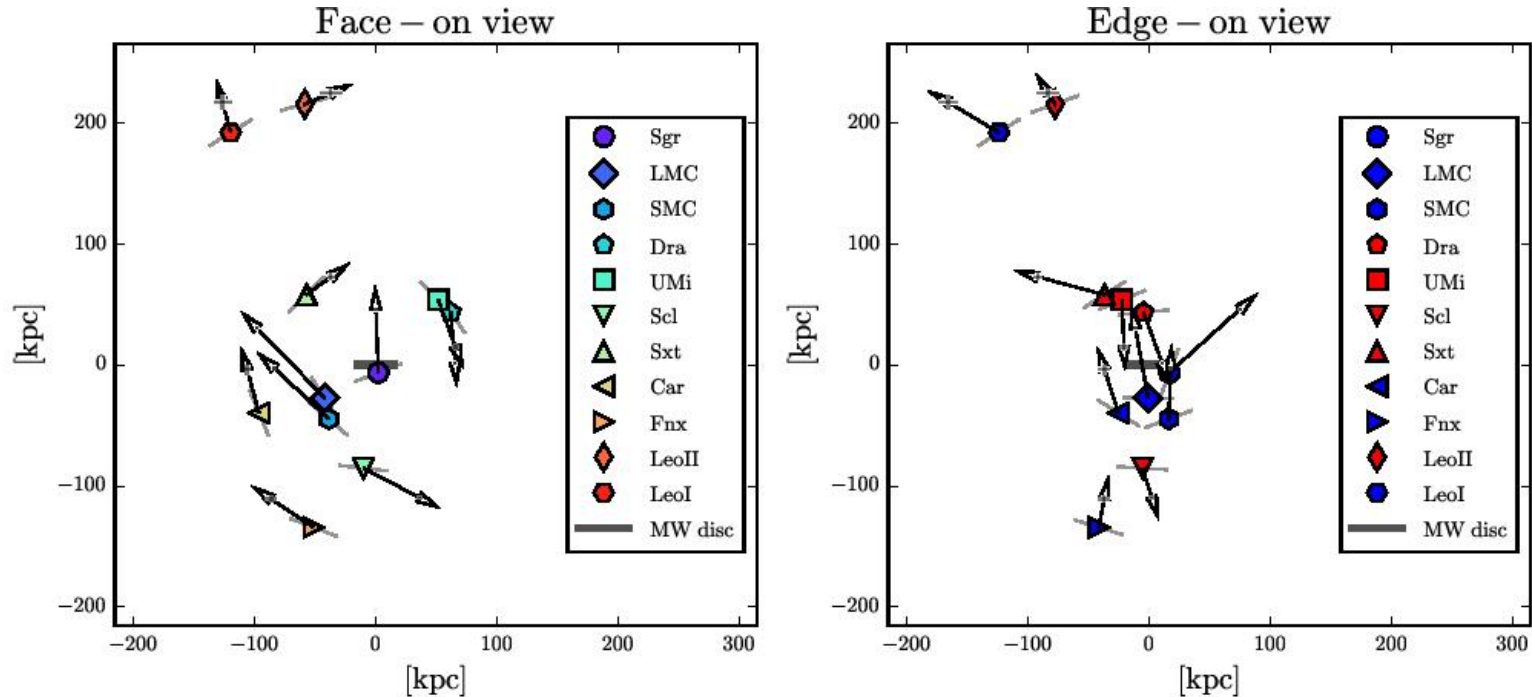 Face – on view
[kpc]
200
100
0
−100
−200
−200 −100 0 100 200 300
[kpc]
Sgr
LMC
SMC
Dra
UMi
Scl
Sxt
Car
Fnx
LeoII
LeoI
MW disc
Edge – on view
[kpc]
200
100
0
−100
−200
−200 −100 0 100 200 300
[kpc]
Sgr
LMC
SMC
Dra
UMi
Scl
Sxt
Car
Fnx
LeoII
LeoI
MW disc